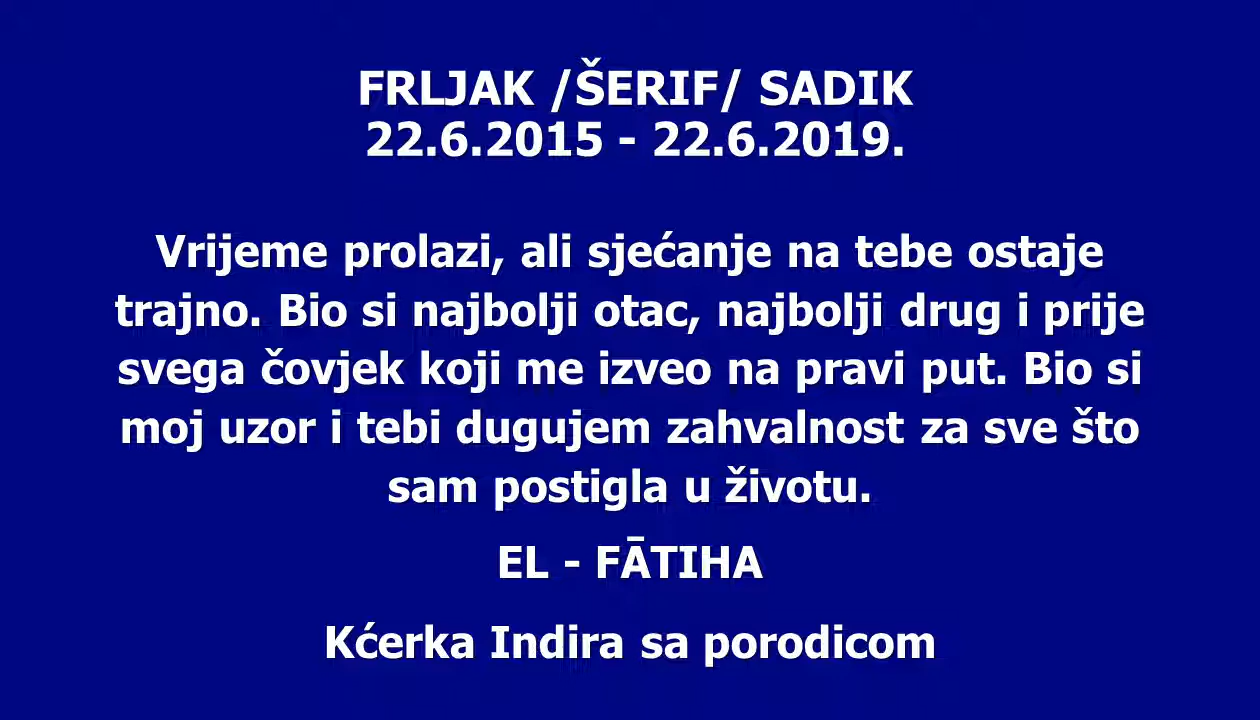 FRLJAK /ŠERIF/ SADIK
22.6.2015 - 22.6.2019.
Vrijeme prolazi, ali sjećanje na tebe ostaje
trajno. Bio si najbolji otac, najbolji drug i prije
svega čovjek koji me izveo na pravi put. Bio si
moj uzor i tebi dugujem zahvalnost za sve što
sam postigla u životu.
EL - FĀTIHA
Kćerka Indira sa porodicom